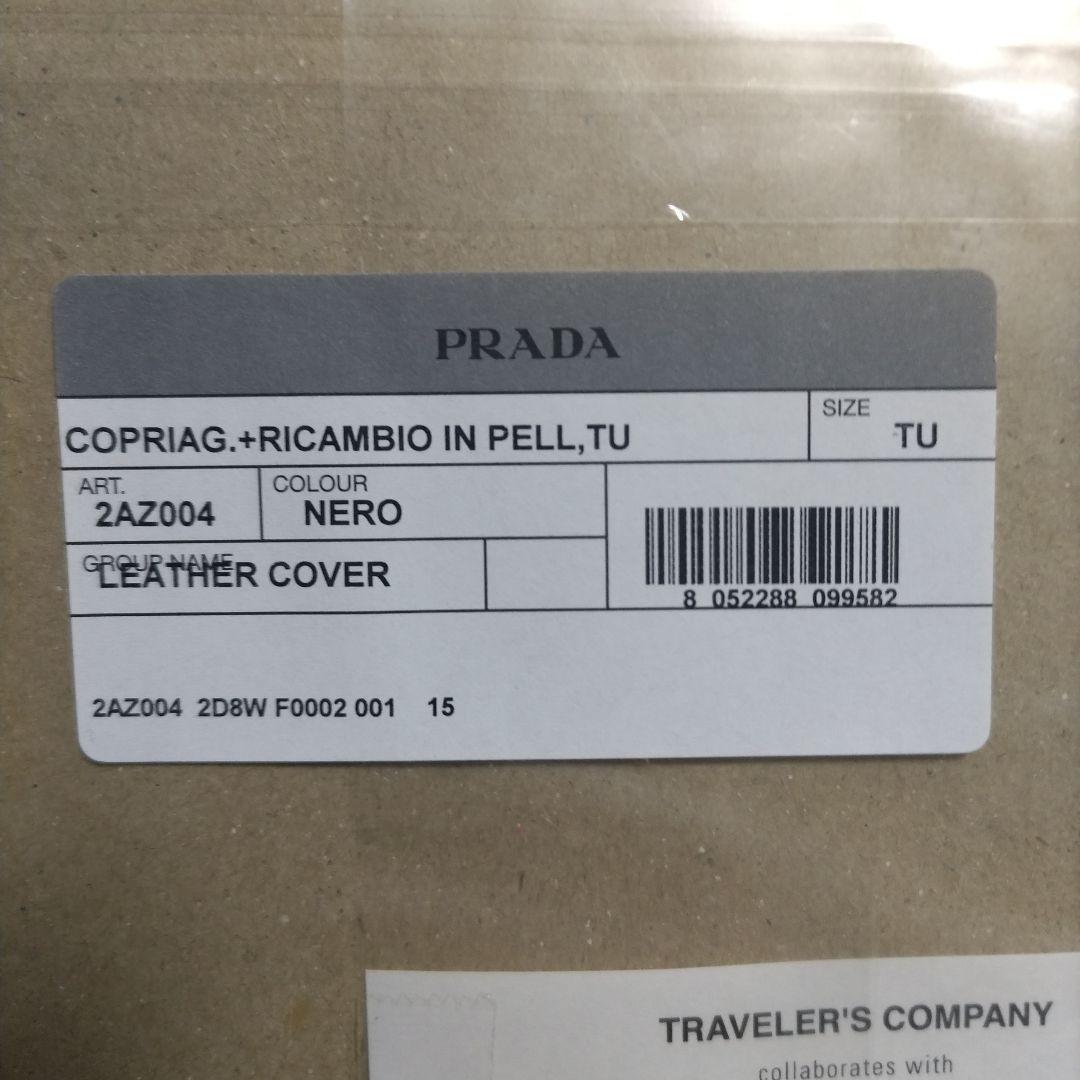 PRADA
COPRIAG.+RICAMBIO IN PELL,TU
SIZE
TU
ART.
2AZ004
COLOUR
NERO
GROUP NAME
LEATHER COVER
8 052288 099582
2AZ004 2D8W F0002 001 15
TRAVELER'S COMPANY
collaborates with